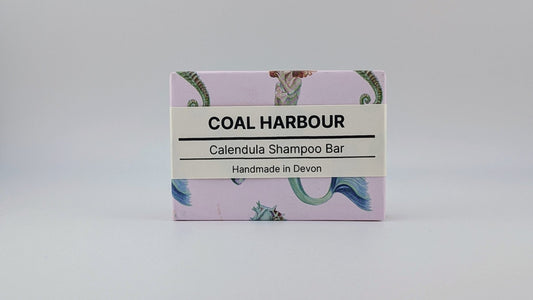 COAL HARBOUR
Calendula Shampoo Bar
Handmade in Devon